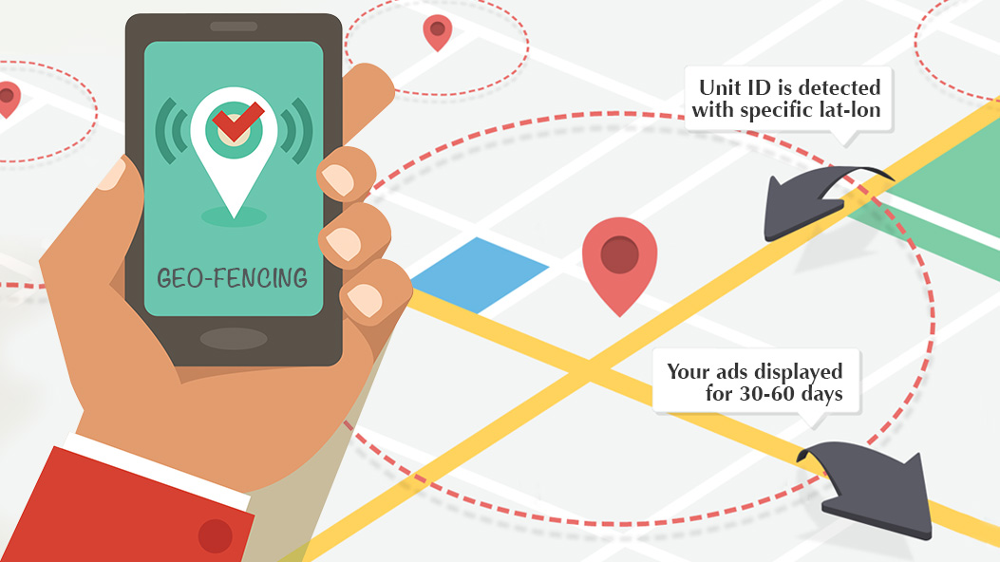 GEO-FENCING
Unit ID is detected
with specific lat-lon
Your ads displayed
for 30-60 days